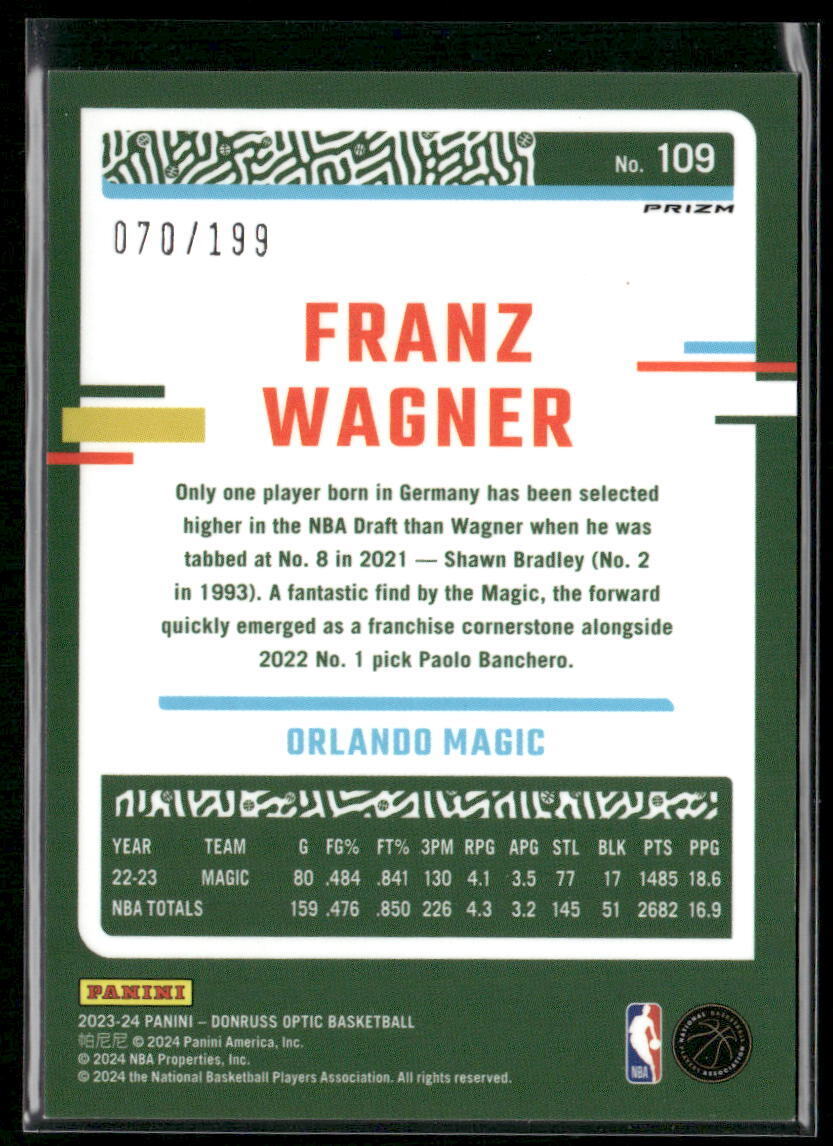 No. 109
PRIZM
070/199
FRANZ
WAGNER
Only one player born in Germany has been selected
higher in the NBA Draft than Wagner when he was
tabbed at No. 8 in 2021 — Shawn Bradley (No. 2
in 1993). A fantastic find by the Magic, the forward
quickly emerged as a franchise cornerstone alongside
2022 No. 1 pick Paolo Banchero.
ORLANDO MAGIC
YEAR TEAM G FG% FT% 3PM RPG APG STL BLK PTS PPG
22-23 MAGIC 80 .484 .841 130 4.1 3.5 77 17 1485 18.6
NBA TOTALS 159 .476 .850 226 4.3 3.2 145 51 2682 16.9
PANINI
2023-24 PANINI – DONRUSS OPTIC BASKETBALL
帕尼尼 © 2024 Panini America, Inc.
© 2024 NBA Properties, Inc.
© 2024 the National Basketball Players Association. All rights reserved.
NBA
NATIONAL BASKETBALL
PLAYERS ASSOCIATION